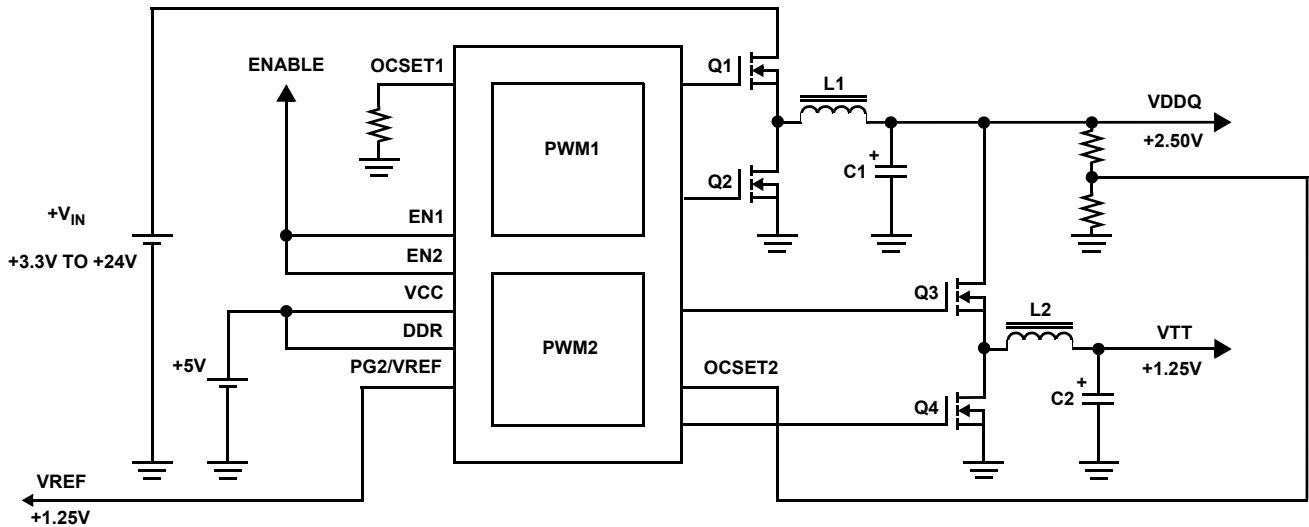 ENABLE
OCSET1
Q1
L1
VDDQ
+2.50V
PWM1
C1
+
Q2
+VIN
+3.3V TO +24V
EN1
EN2
VCC
DDR
+5V
PG2/VREF
PWM2
OCSET2
Q3
L2
VTT
+1.25V
C2
+
Q4
VREF
+1.25V